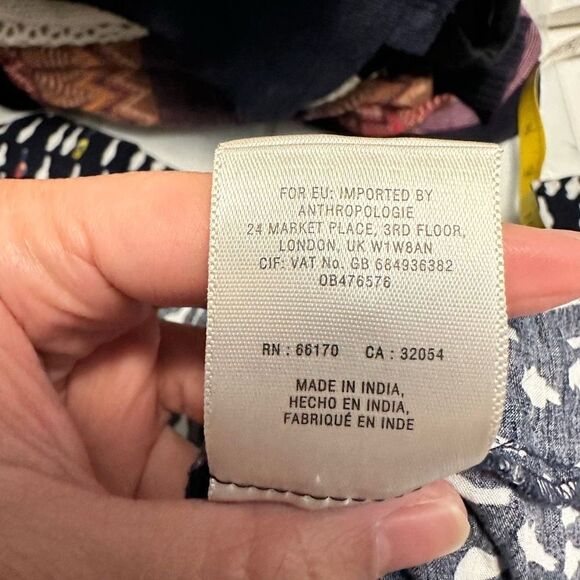 FOR EU: IMPORTED BY
ANTHROPOLOGIE
24 MARKET PLACE, 3RD FLOOR,
LONDON, UK W1W8AN
CIF: VAT No. GB 684936382
OB476576
RN : 66170 CA : 32054
MADE IN INDIA,
HECHO EN INDIA,
FABRIQUÉ EN INDE